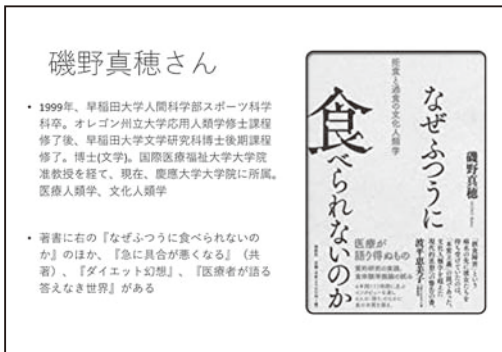 磯野真穂さん
• 1999年、早稲田大学人間科学部スポーツ科学
科卒。オレゴン州立大学応用人類学修士課程
修了後、早稲田大学文学研究科博士後期課程
修了。博士(文学)。国際医療福祉大学大学院
准教授を経て、現在、慶應大学大学院に所属。
医療人類学、文化人類学
• 著書に右の『なぜふつうに食べられないの
か』のほか、『急に具合が悪くなる』（共
著）、『ダイエット幻想』、『医療者が語る
答えなき世界』がある
磯野真穂
なぜふつうに
食べられないのか
拒食と過食の文化人類学
医療が
語り得ぬもの